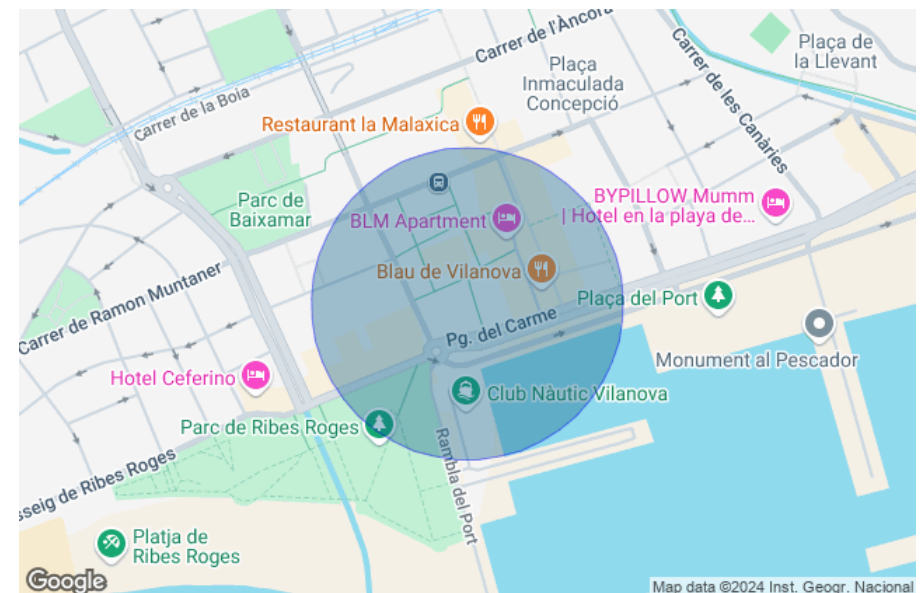 Carrer de l'Àncora
Plaça
Inmaculada
Concepció
Carrer de les Canàries
Plaça de
la Llevant
Carrer de la Boia
Restaurant la Malaxica
Parc de
Baixamar
BLM Apartment
BYPILLOW Mumm
| Hotel en la playa de...
Blau de Vilanova
Carrer de Ramon Muntaner
Plaça del Port
Pg. del Carme
Monument al Pescador
Hotel Ceferino
Club Nàutic Vilanova
Parc de Ribes Roges
Rambla del Port
sseig de Ribes Roges
Platja de
Ribes Roges
Google
Map data ©2024 Inst. Geogr. Nacional